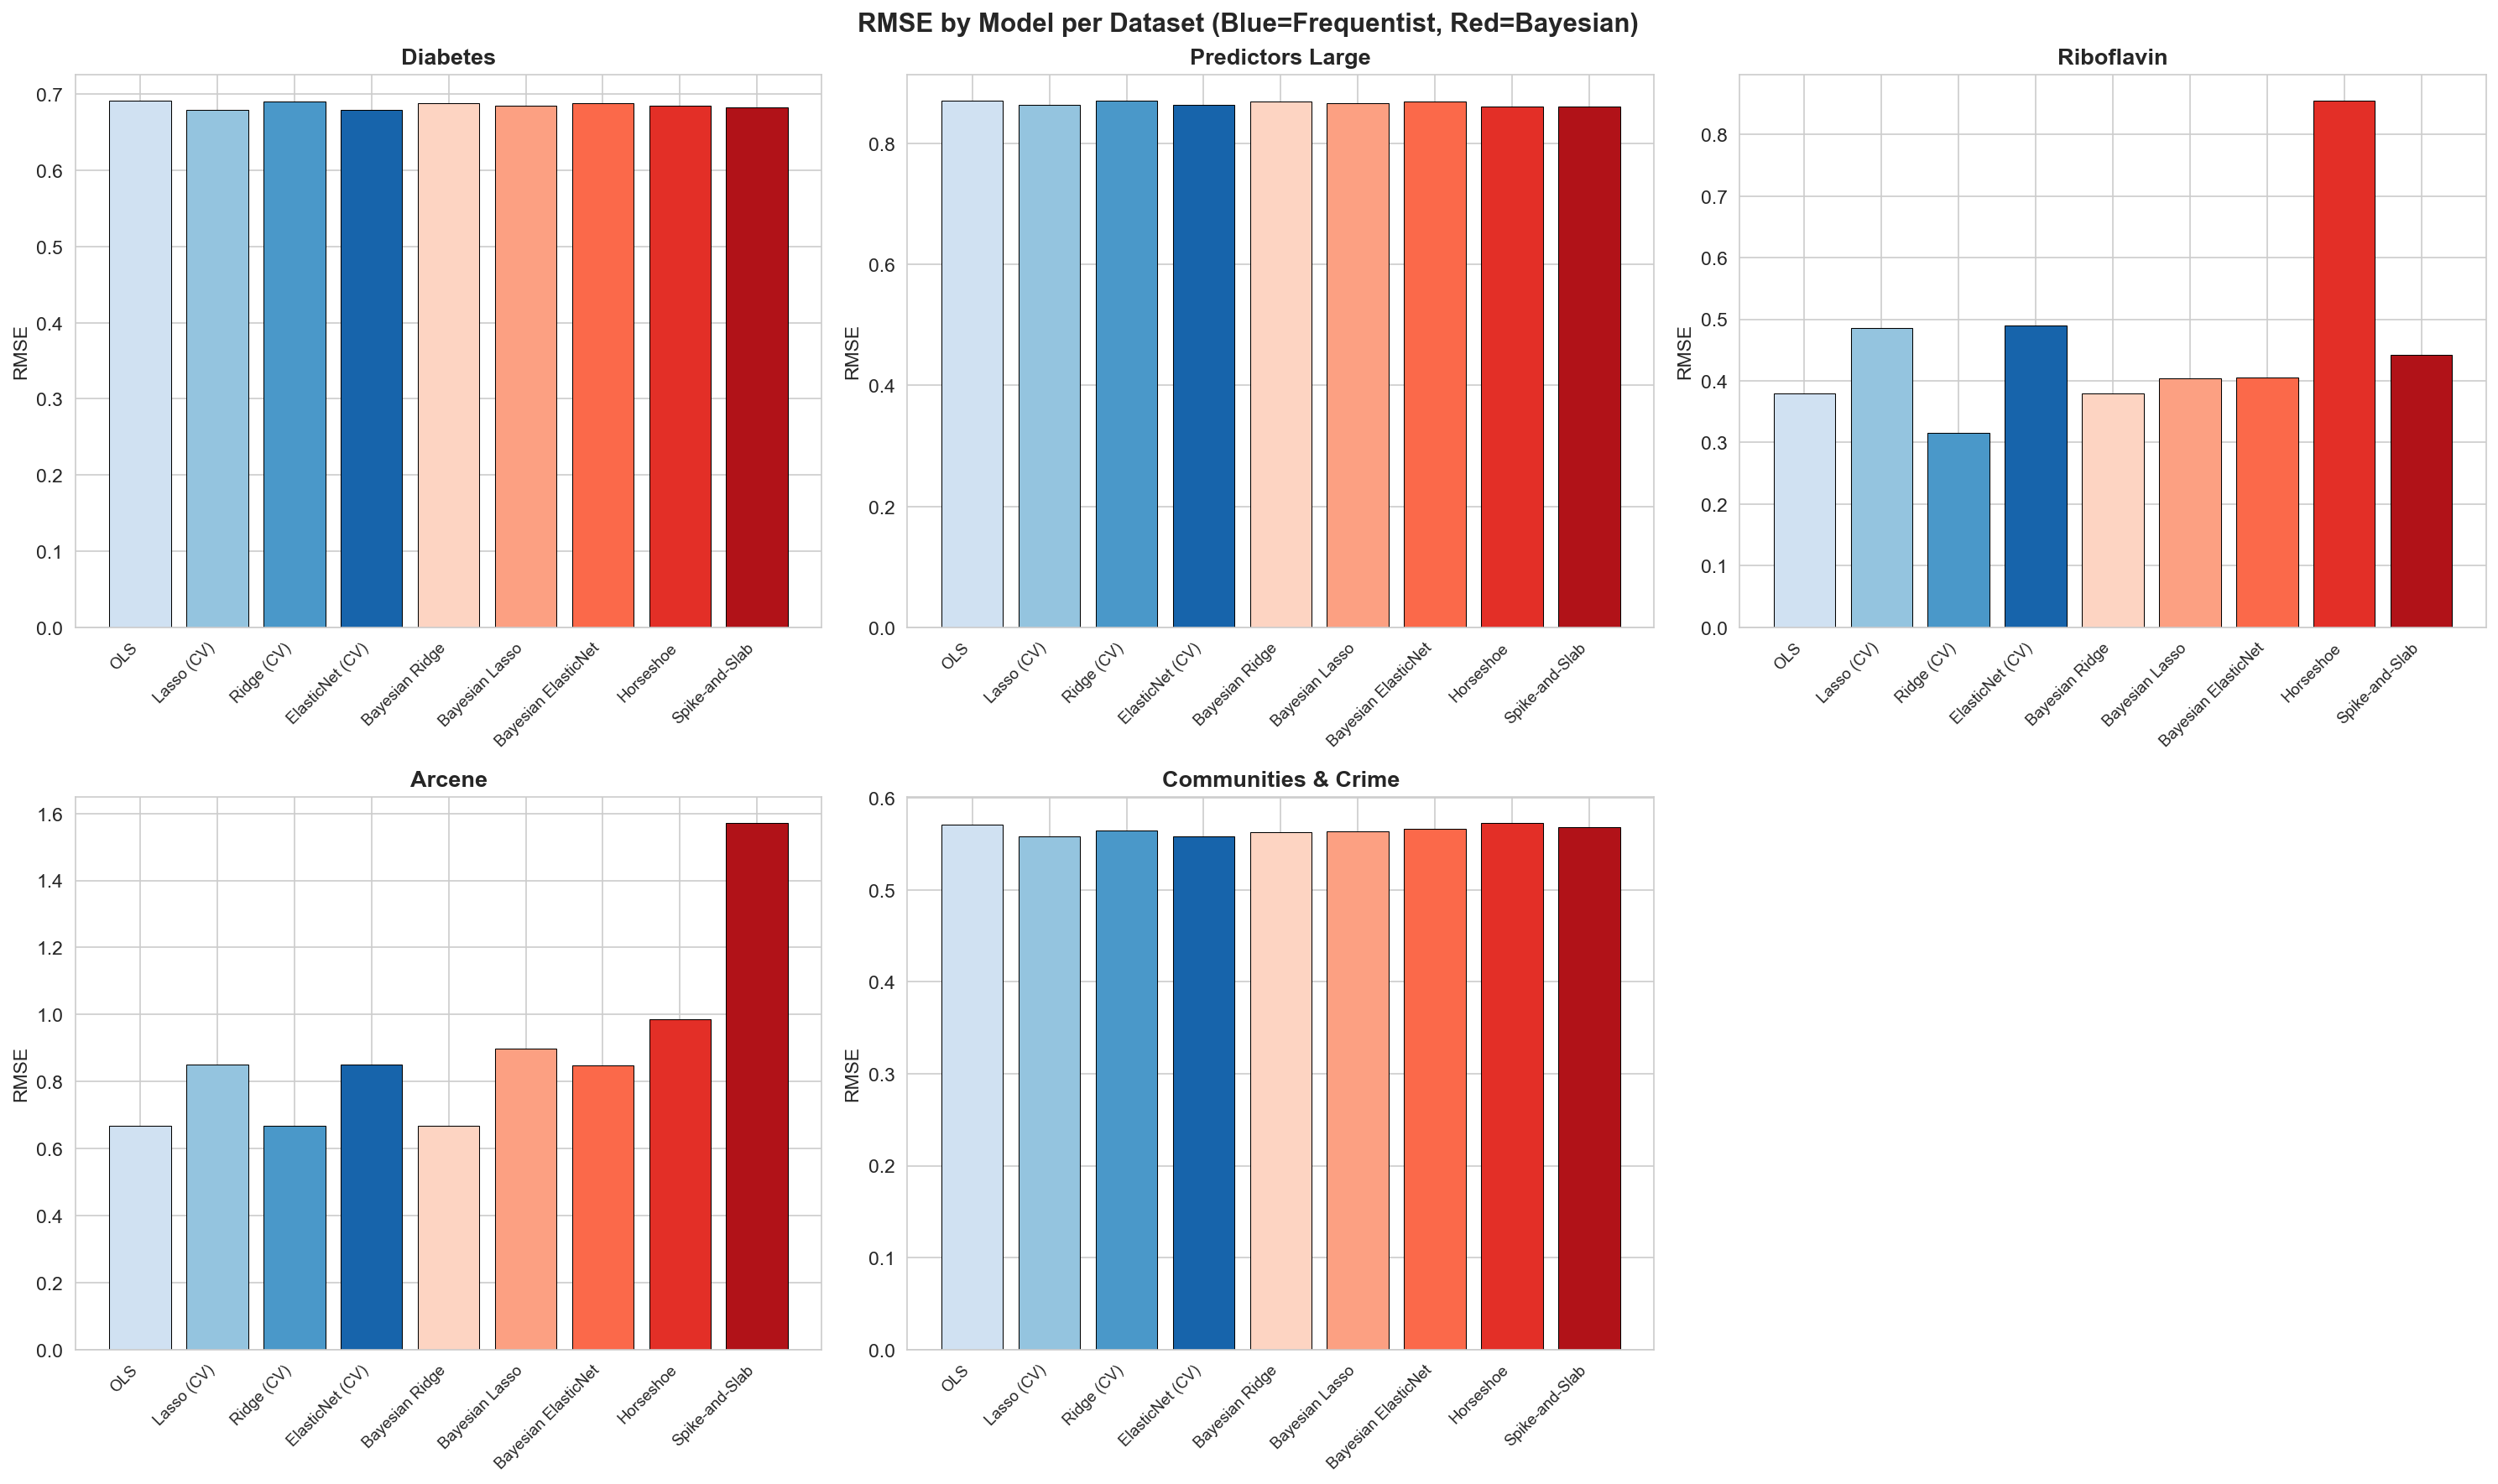 RMSE by Model per Dataset (Blue=Frequentist, Red=Bayesian)
Diabetes
RMSE
0.7
0.6
0.5
0.4
0.3
0.2
0.1
0.0
OLS
Lasso (CV)
Ridge (CV)
ElasticNet (CV)
Bayesian Ridge
Bayesian Lasso
Bayesian ElasticNet
Horseshoe
Spike-and-Slab
Predictors Large
RMSE
0.8
0.6
0.4
0.2
0.0
OLS
Lasso (CV)
Ridge (CV)
ElasticNet (CV)
Bayesian Ridge
Bayesian Lasso
Bayesian ElasticNet
Horseshoe
Spike-and-Slab
Riboflavin
RMSE
0.8
0.7
0.6
0.5
0.4
0.3
0.2
0.1
0.0
OLS
Lasso (CV)
Ridge (CV)
ElasticNet (CV)
Bayesian Ridge
Bayesian Lasso
Bayesian ElasticNet
Horseshoe
Spike-and-Slab
Arcene
RMSE
1.6
1.4
1.2
1.0
0.8
0.6
0.4
0.2
0.0
OLS
Lasso (CV)
Ridge (CV)
ElasticNet (CV)
Bayesian Ridge
Bayesian Lasso
Bayesian ElasticNet
Horseshoe
Spike-and-Slab
Communities & Crime
RMSE
0.6
0.5
0.4
0.3
0.2
0.1
0.0
OLS
Lasso (CV)
Ridge (CV)
ElasticNet (CV)
Bayesian Ridge
Bayesian Lasso
Bayesian ElasticNet
Horseshoe
Spike-and-Slab